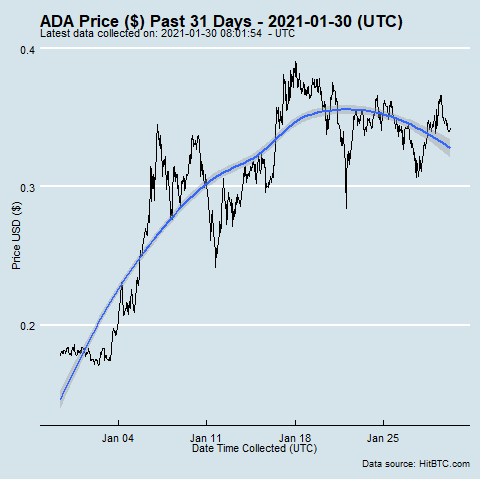 ADA Price ($) Past 31 Days - 2021-01-30 (UTC)
Latest data collected on: 2021-01-30 08:01:54 - UTC
0.4
0.3
0.2
Price USD ($)
Jan 04 Jan 11 Jan 18 Jan 25
Date Time Collected (UTC)
Data source: HitBTC.com